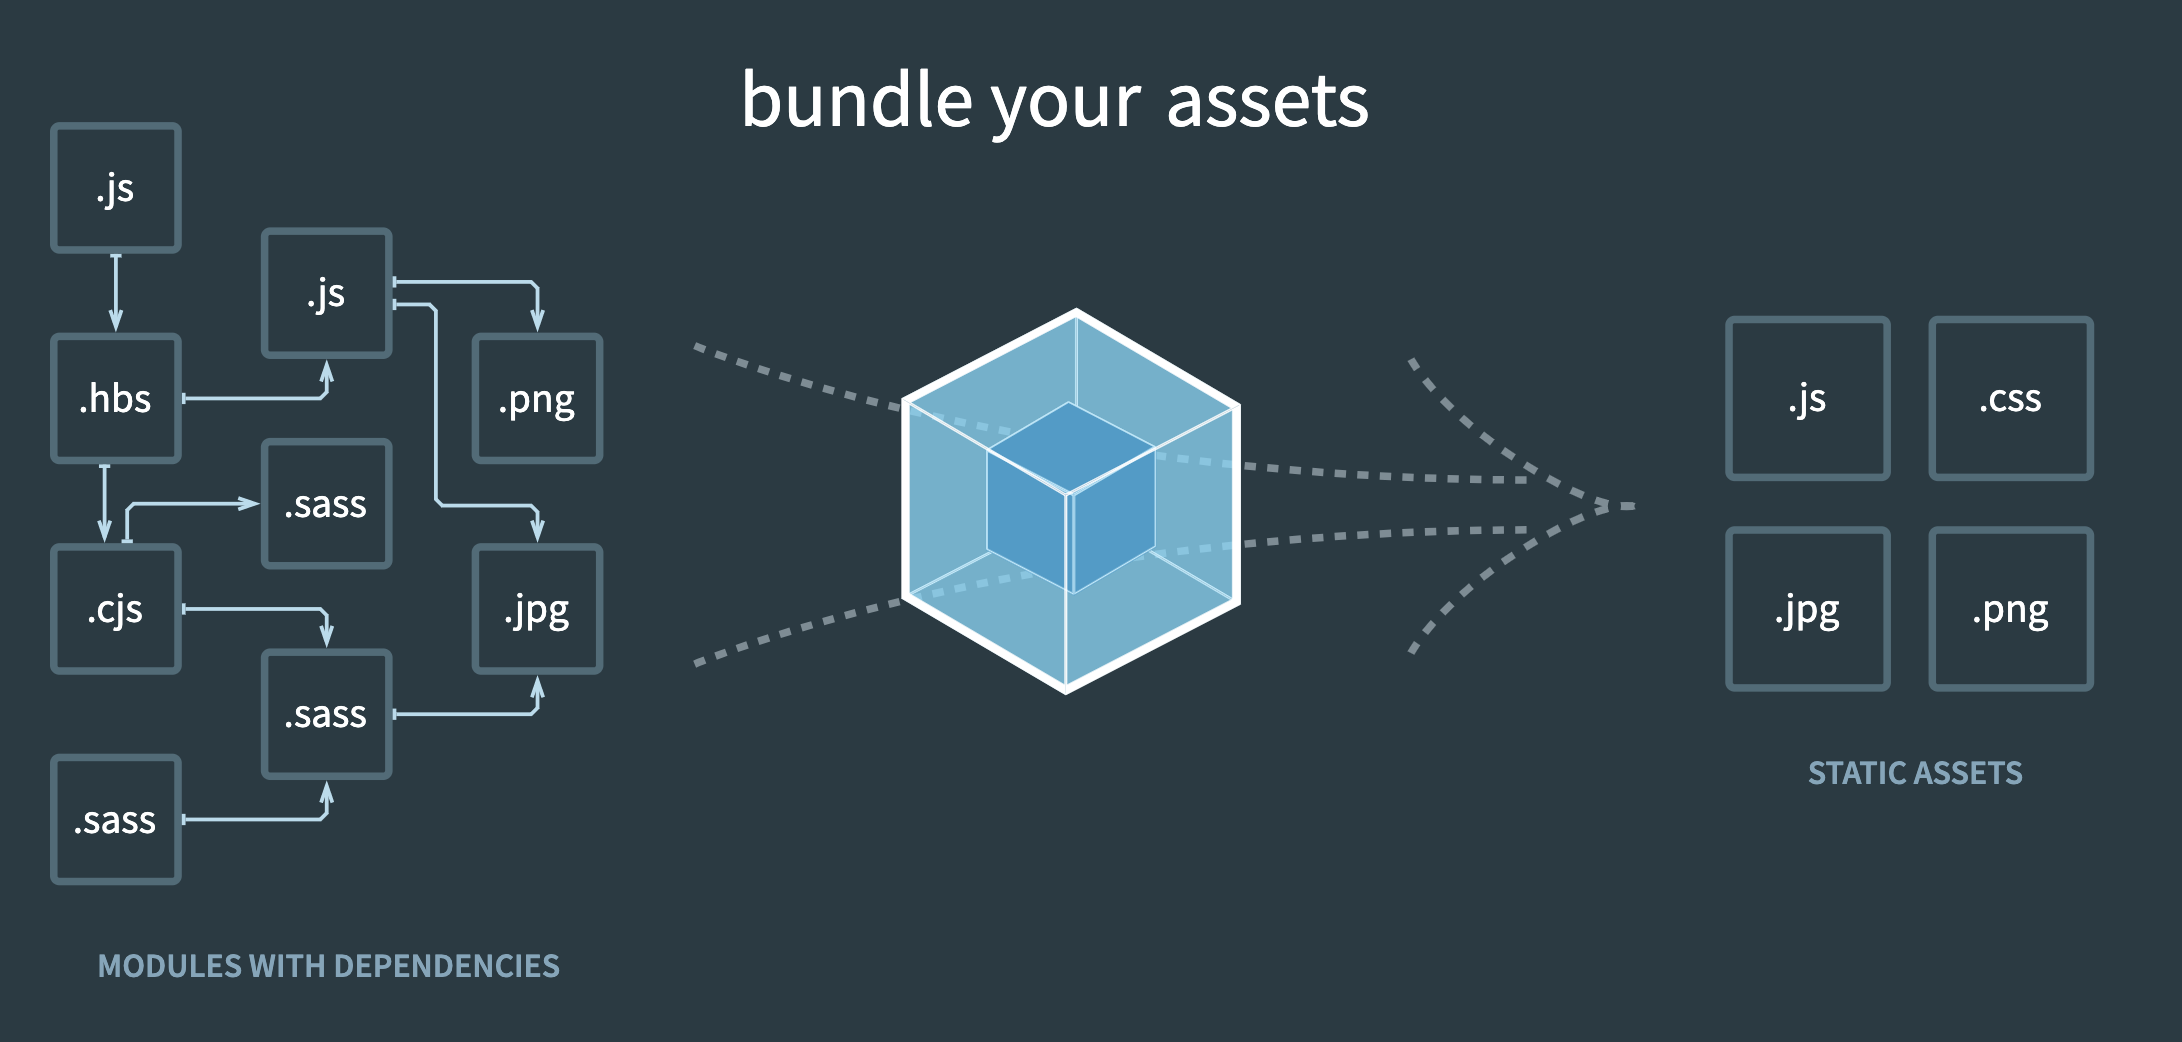 bundle your assets
.js
.js
.hbs
.png
.sass
.cjs
.jpg
.sass
.sass
MODULES WITH DEPENDENCIES
.js
.css
.jpg
.png
STATIC ASSETS